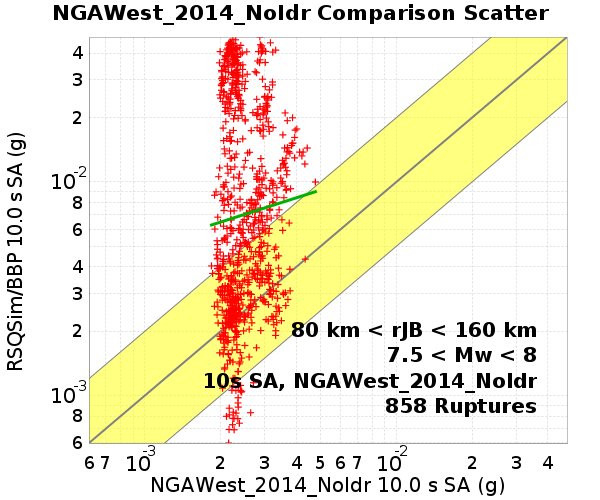 NGAWest_2014_NoIdr Comparison Scatter
RSQSim/BBP 10.0 s SA (g)
4
3
2
10-2
8
6
4
3
2
10-3
8
6
80 km < rJB < 160 km
7.5 < Mw < 8
10s SA, NGAWest_2014_NoIdr
858 Ruptures
6 7 10-3 2 3 4 5 6 7 10-2 2 3 4
NGAWest_2014_NoIdr 10.0 s SA (g)